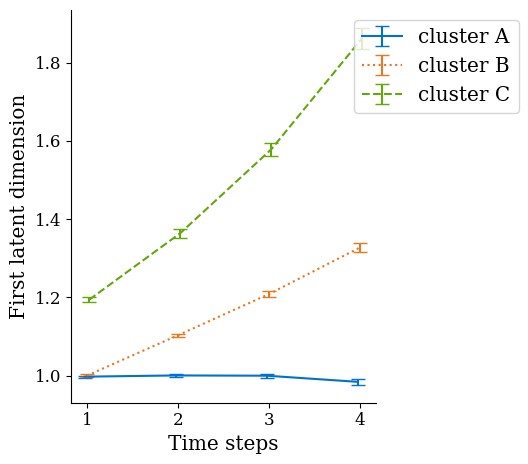 cluster A
cluster B
cluster C
First latent dimension
1.8
1.6
1.4
1.2
1.0
1 2 3 4
Time steps